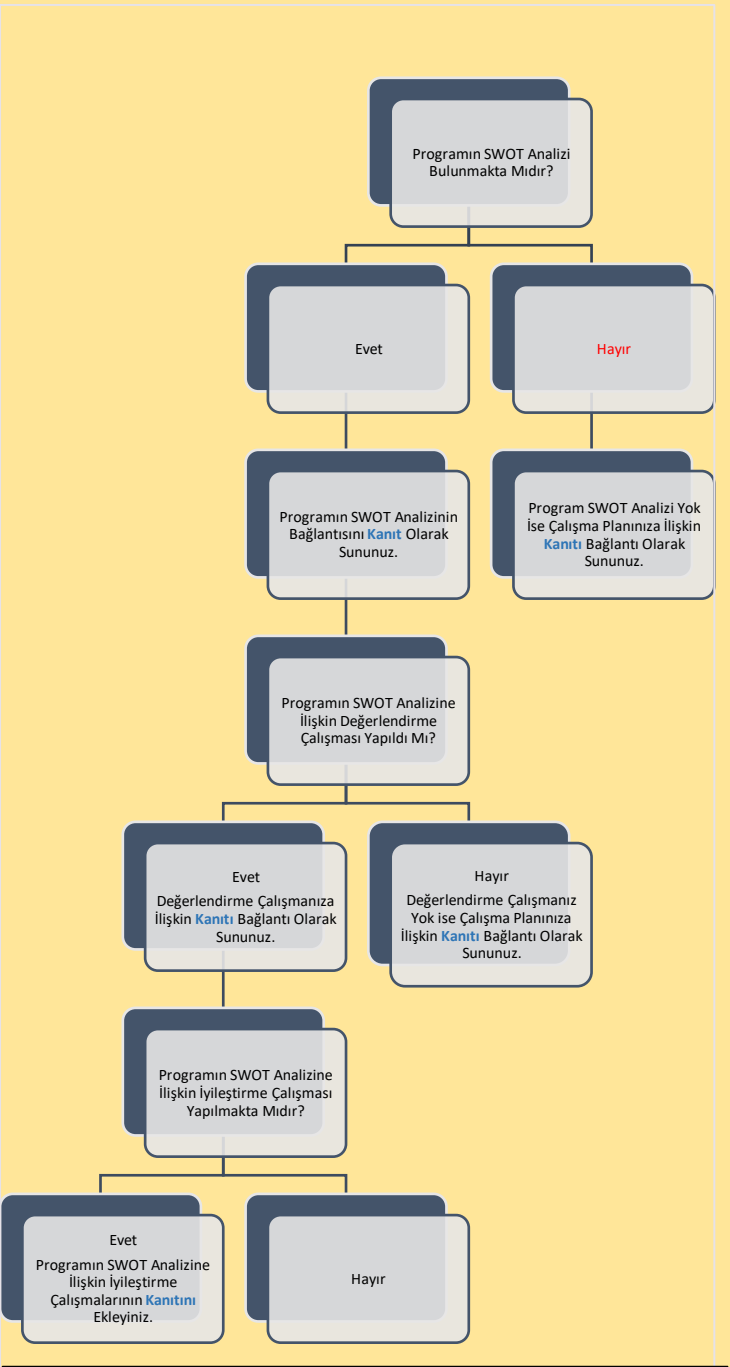 Programın SWOT Analizi
Bulunmakta Mıdır?
Evet
Hayır
Programın SWOT Analizinin
Bağlantısını Kanıt Olarak
Sununuz.
Program SWOT Analizi Yok
İse Çalışma Planınıza İlişkin
Kanıtı Bağlantı Olarak
Sununuz.
Programın SWOT Analizine
İlişkin Değerlendirme
Çalışması Yapıldı Mı?
Evet
Değerlendirme Çalışmanıza
İlişkin Kanıtı Bağlantı Olarak
Sununuz.
Hayır
Değerlendirme Çalışmanız
Yok ise Çalışma Planınıza
İlişkin Kanıtı Bağlantı Olarak
Sununuz.
Programın SWOT Analizine
İlişkin İyileştirme Çalışması
Yapılmakta Mıdır?
Evet
Programın SWOT Analizine
İlişkin İyileştirme
Çalışmalarının Kanıtını
Ekleyiniz.
Hayır